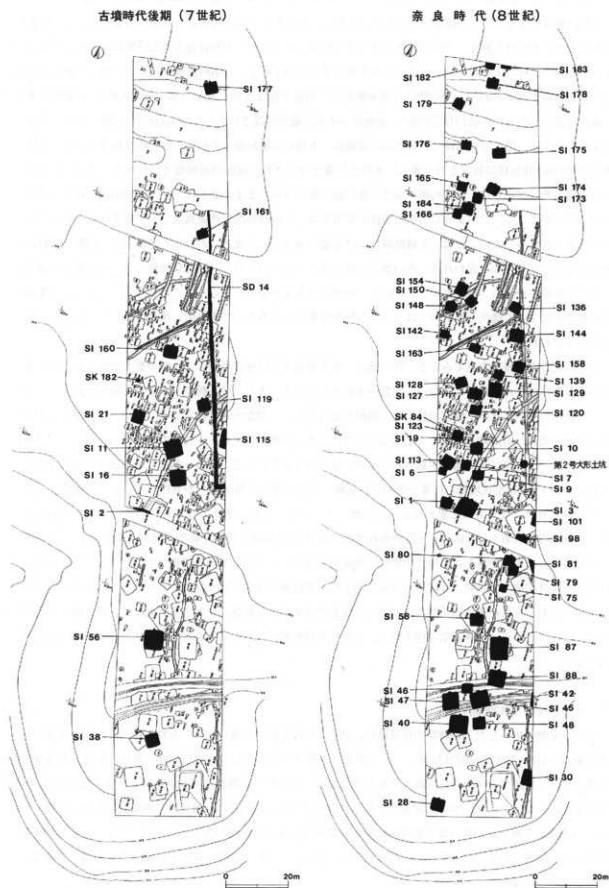 古墳時代後期 (7世紀)
SI 177
SI 161
SD 14
SI 160
SK 182
SI 119
SI 21
SI 115
SI 11
SI 16
SI 2
SI 56
SI 38
0 20m
奈良時代 (8世紀)
SI 183
SI 182
SI 178
SI 179
SI 176
SI 175
SI 165
SI 174
SI 173
SI 184
SI 166
SI 154
SI 150
SI 148
SI 136
SI 142
SI 144
SI 163
SI 158
SI 128
SI 139
SI 127
SI 129
SI 120
SK 84
SI 123
SI 19
SI 10
SI 113
第2号大形土坑
SI 6
SI 7
SI 9
SI 1
SI 3
SI 101
SI 98
SI 80
SI 81
SI 79
SI 75
SI 58
SI 87
SI 88
SI 46
SI 42
SI 47
SI 45
SI 40
SI 48
SI 30
SI 28
0 20m